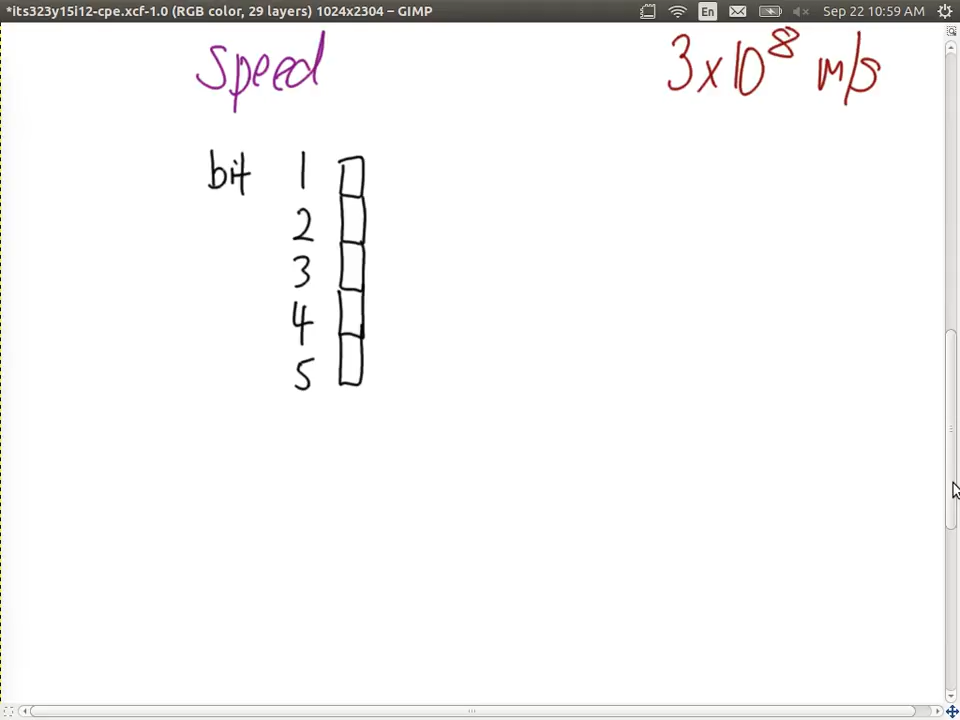 *its323y15i12-cpe.xcf-1.0 (RGB color, 29 layers) 1024x2304 – GIMP En Sep 22 10:59 AM
Speed 3x10⁸ m/s
bit 1
2
3
4
5